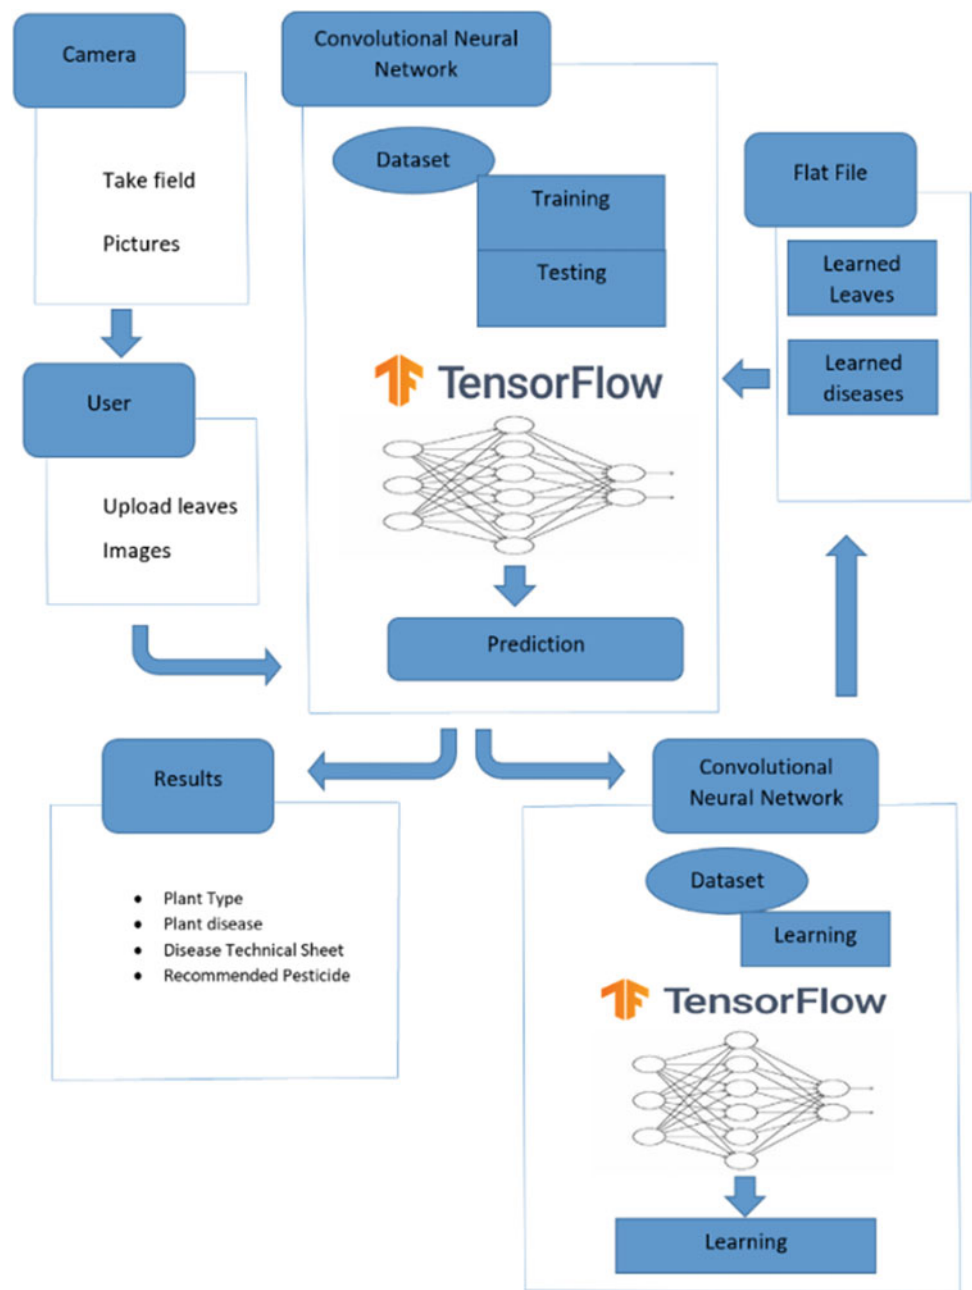 Camera
Take field
Pictures
User
Upload leaves
Images
Convolutional Neural
Network
Dataset
Training
Testing
TensorFlow
Prediction
Flat File
Learned
Leaves
Learned
diseases
Results
• Plant Type
• Plant disease
• Disease Technical Sheet
• Recommended Pesticide
Convolutional
Neural Network
Dataset
Learning
TensorFlow
Learning